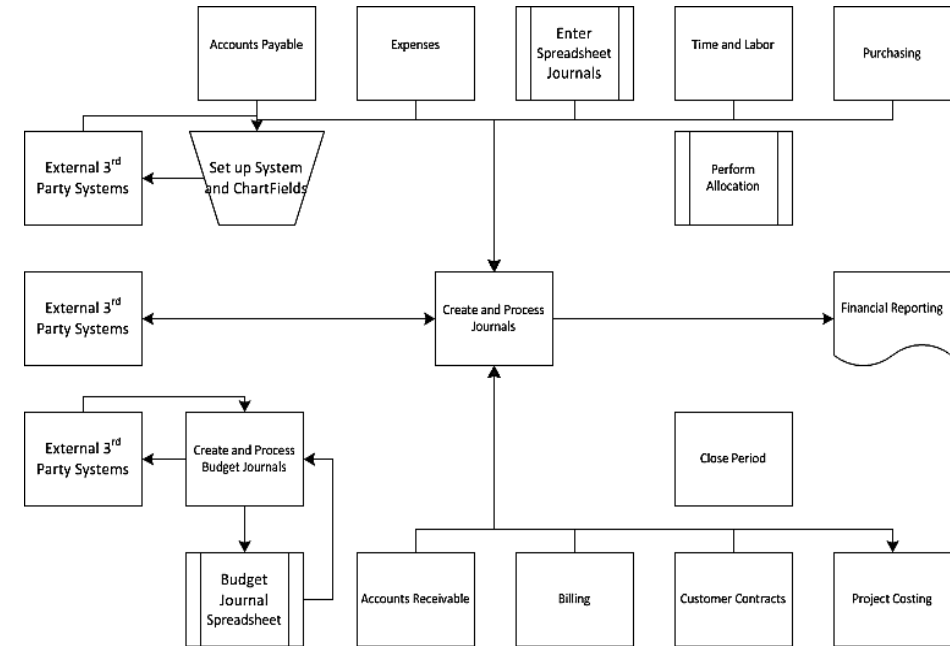 Accounts Payable
Expenses
Enter
Spreadsheet
Journals
Time and Labor
Purchasing
External 3rd
Party Systems
Set up System
and ChartFields
Perform
Allocation
External 3rd
Party Systems
Create and Process
Journals
Financial Reporting
External 3rd
Party Systems
Create and Process
Budget Journals
Close Period
Budget
Journal
Spreadsheet
Accounts Receivable
Billing
Customer Contracts
Project Costing